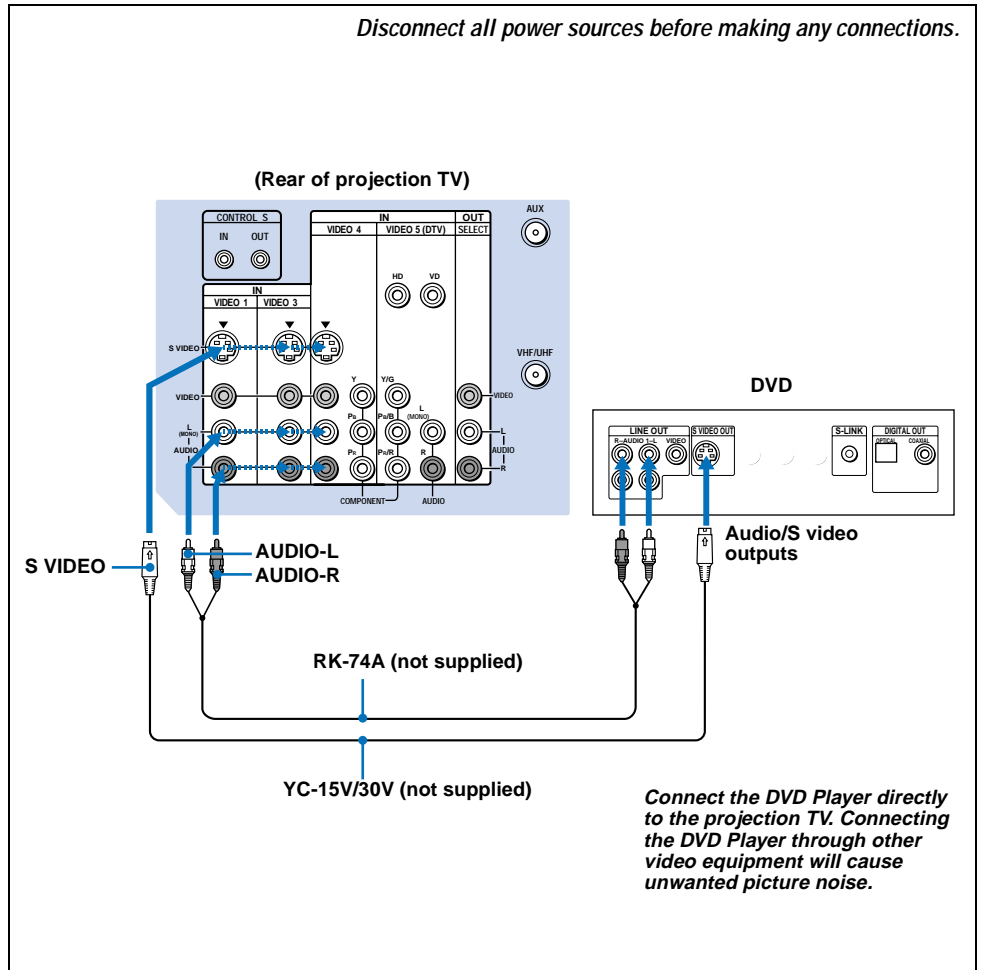 Disconnect all power sources before making any connections.
(Rear of projection TV)
CONTROL S
IN OUT
IN
VIDEO 4 VIDEO 5 (DTV)
OUT
SELECT
AUX
HD VD
IN
VIDEO 1 VIDEO 3
S VIDEO
VHF/UHF
VIDEO
Y Y/G
VIDEO
L
(MONO)
AUDIO
PB PB/B
L
(MONO)
L
AUDIO
R
PR PR/R
R
COMPONENT
AUDIO
DVD
LINE OUT
R–AUDIO 1–L VIDEO
S VIDEO OUT
S-LINK
DIGITAL OUT
OPTICAL COAXIAL
S VIDEO
AUDIO-L
AUDIO-R
Audio/S video
outputs
RK-74A (not supplied)
YC-15V/30V (not supplied)
Connect the DVD Player directly
to the projection TV. Connecting
the DVD Player through other
video equipment will cause
unwanted picture noise.